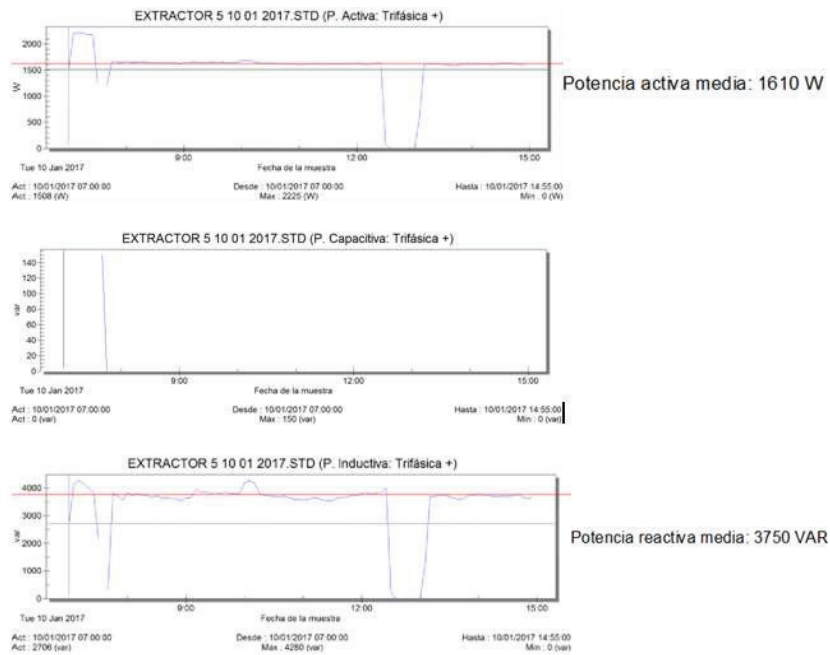 EXTRACTOR 5 10 01 2017.STD (P. Activa: Trifásica +)
2000
1500
1000
500
0
W
9:00
12:00
15:00
Tue 10 Jan 2017
Fecha de la muestra
Act : 10/01/2017 07:00:00
Desde : 10/01/2017 07:00:00
Hasta : 10/01/2017 14:55:00
Act : 1508 (W)
Max : 2225 (W)
Min : 0 (W)
Potencia activa media: 1610 W
EXTRACTOR 5 10 01 2017.STD (P. Capacitiva: Trifásica +)
140
120
100
80
60
40
20
0
var
9:00
12:00
15:00
Tue 10 Jan 2017
Fecha de la muestra
Act : 10/01/2017 07:00:00
Desde : 10/01/2017 07:00:00
Hasta : 10/01/2017 14:55:00
Act : 0 (var)
Max : 150 (var)
Min : 0 (var)
EXTRACTOR 5 10 01 2017.STD (P. Inductiva: Trifásica +)
4000
3000
2000
1000
0
var
9:00
12:00
15:00
Tue 10 Jan 2017
Fecha de la muestra
Act : 10/01/2017 07:00:00
Desde : 10/01/2017 07:00:00
Hasta : 10/01/2017 14:55:00
Act : 2706 (var)
Max : 4280 (var)
Min : 0 (var)
Potencia reactiva media: 3750 VAR